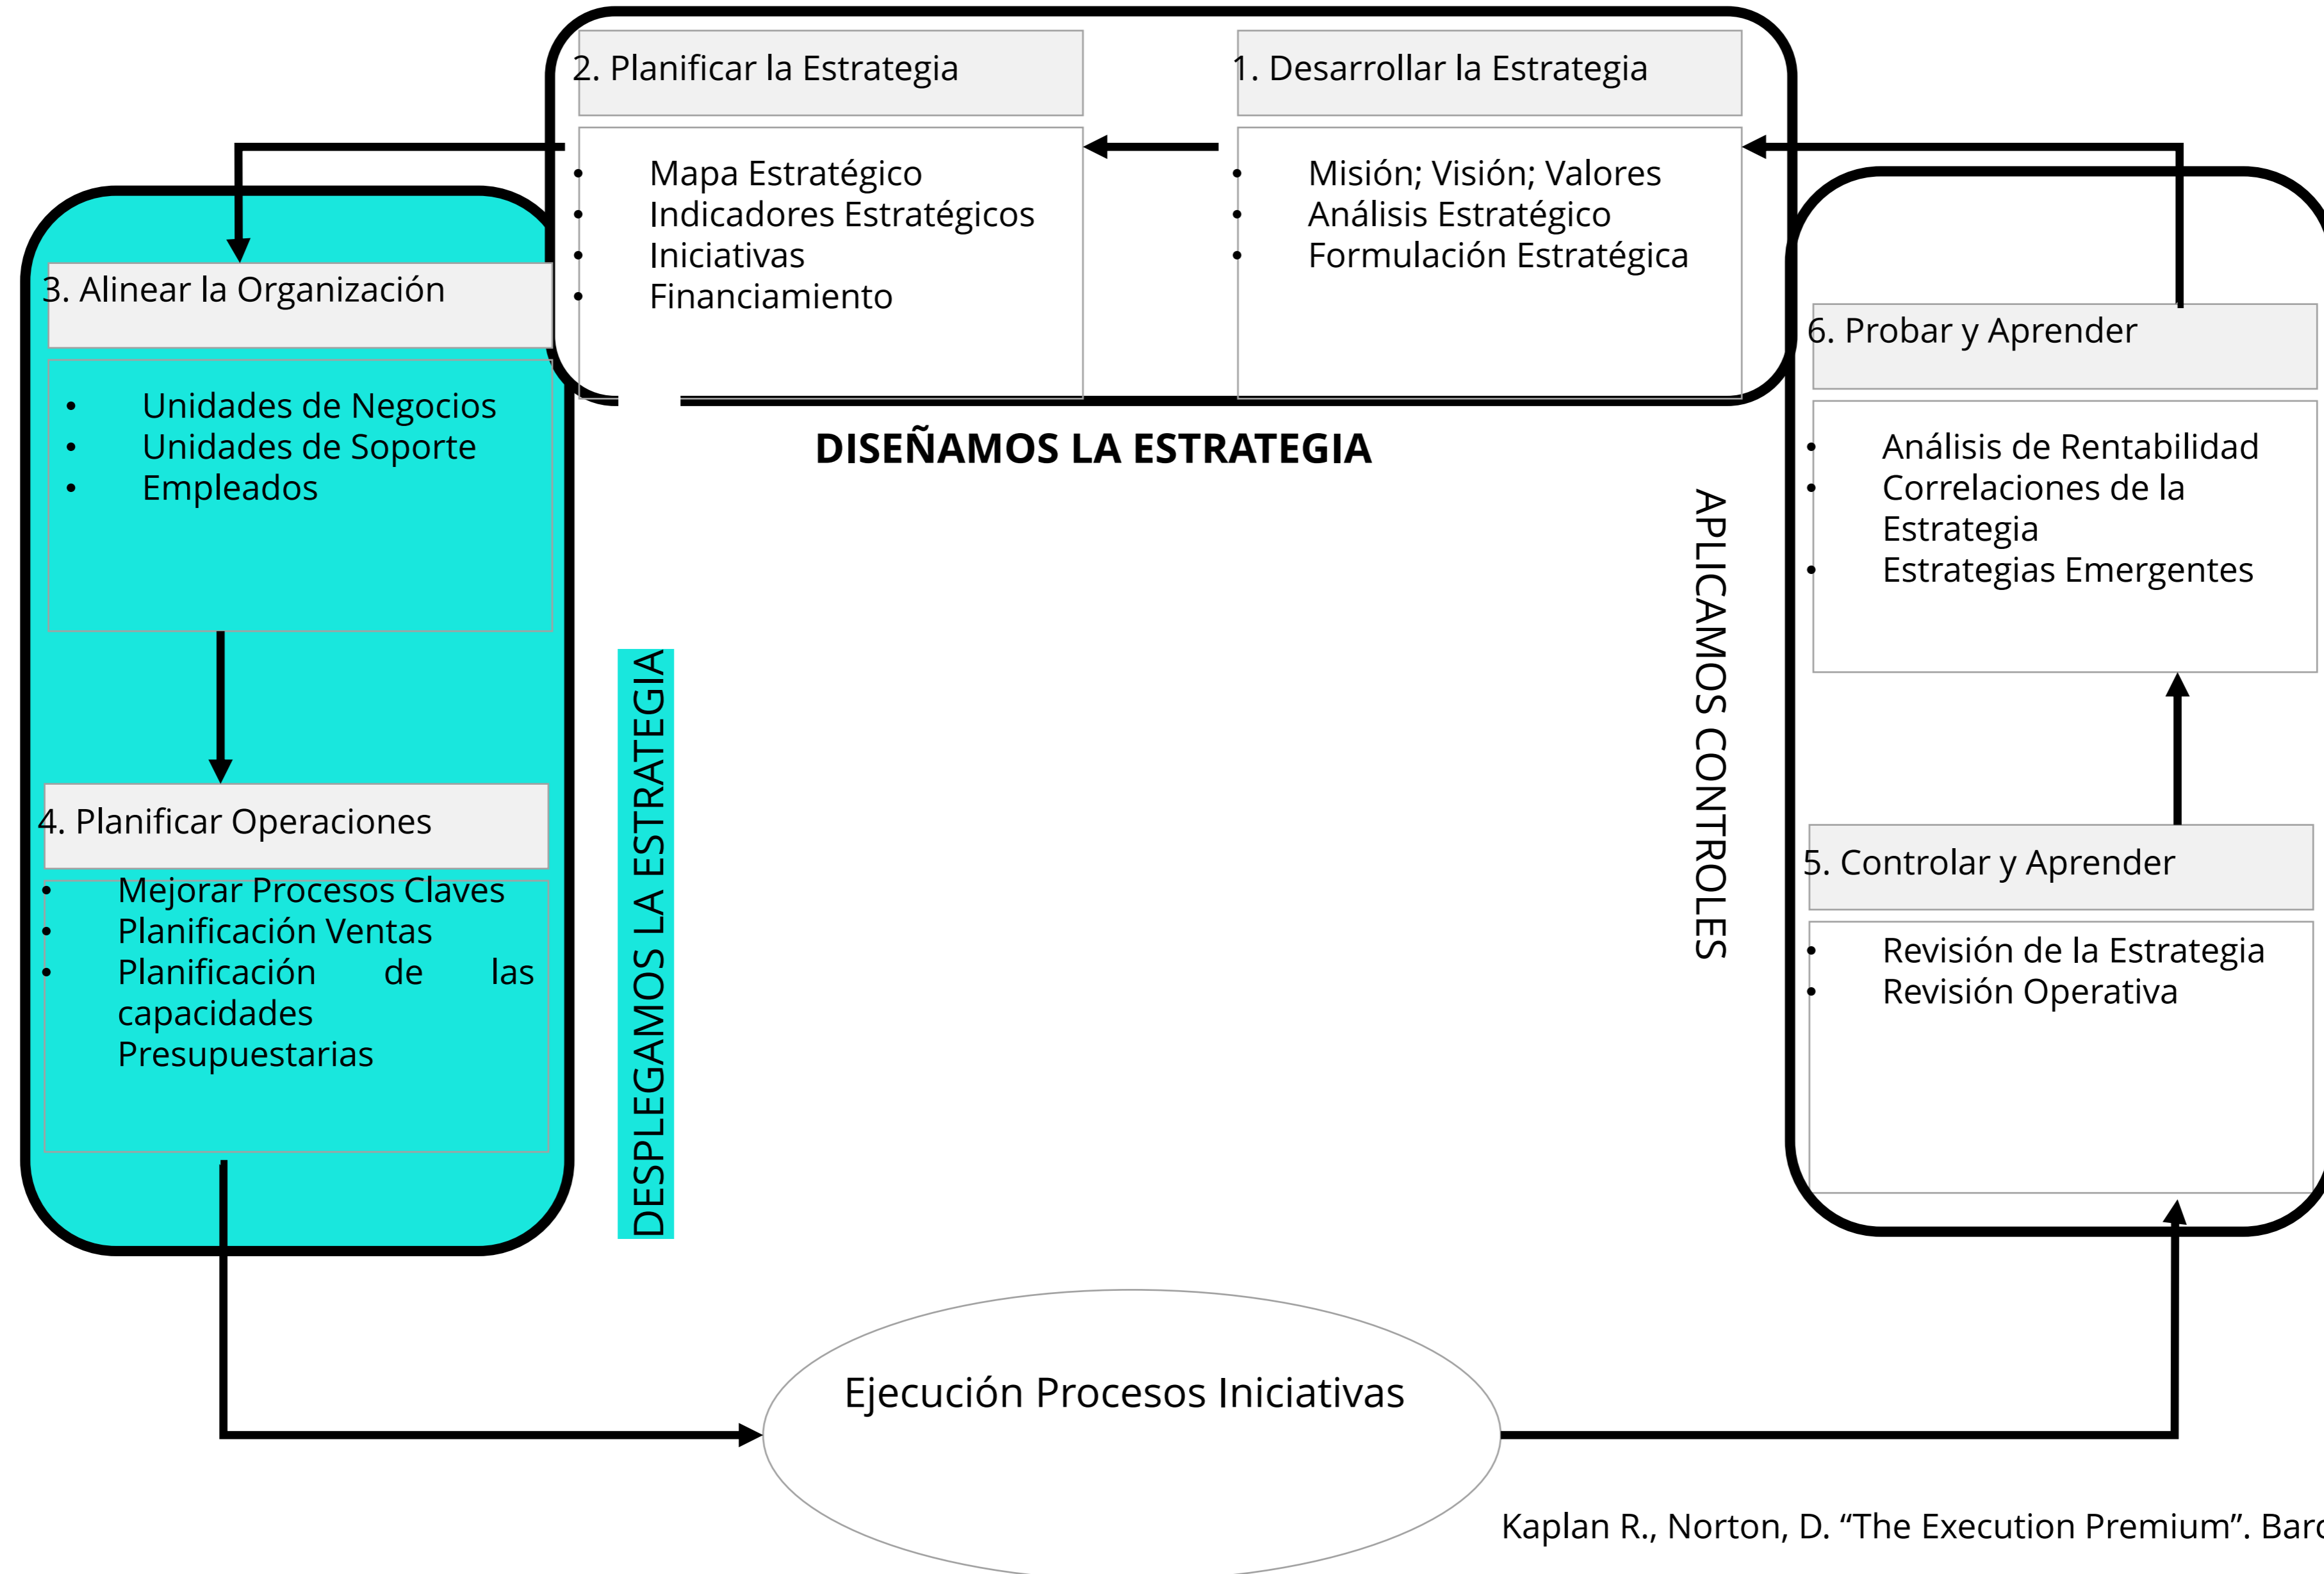 2. Planificar la Estrategia
Mapa Estratégico
Indicadores Estratégicos
Iniciativas
Financiamiento
1. Desarrollar la Estrategia
Misión; Visión; Valores
Análisis Estratégico
Formulación Estratégica
DISEÑAMOS LA ESTRATEGIA
3. Alinear la Organización
Unidades de Negocios
Unidades de Soporte
Empleados
4. Planificar Operaciones
Mejorar Procesos Claves
Planificación Ventas
Planificación de las
capacidades
Presupuestarias
DESPLEGAMOS LA ESTRATEGIA
APLICAMOS CONTROLES
6. Probar y Aprender
Análisis de Rentabilidad
Correlaciones de la
Estrategia
Estrategias Emergentes
5. Controlar y Aprender
Revisión de la Estrategia
Revisión Operativa
Ejecución Procesos Iniciativas
Kaplan R., Norton, D. “The Execution Premium”.